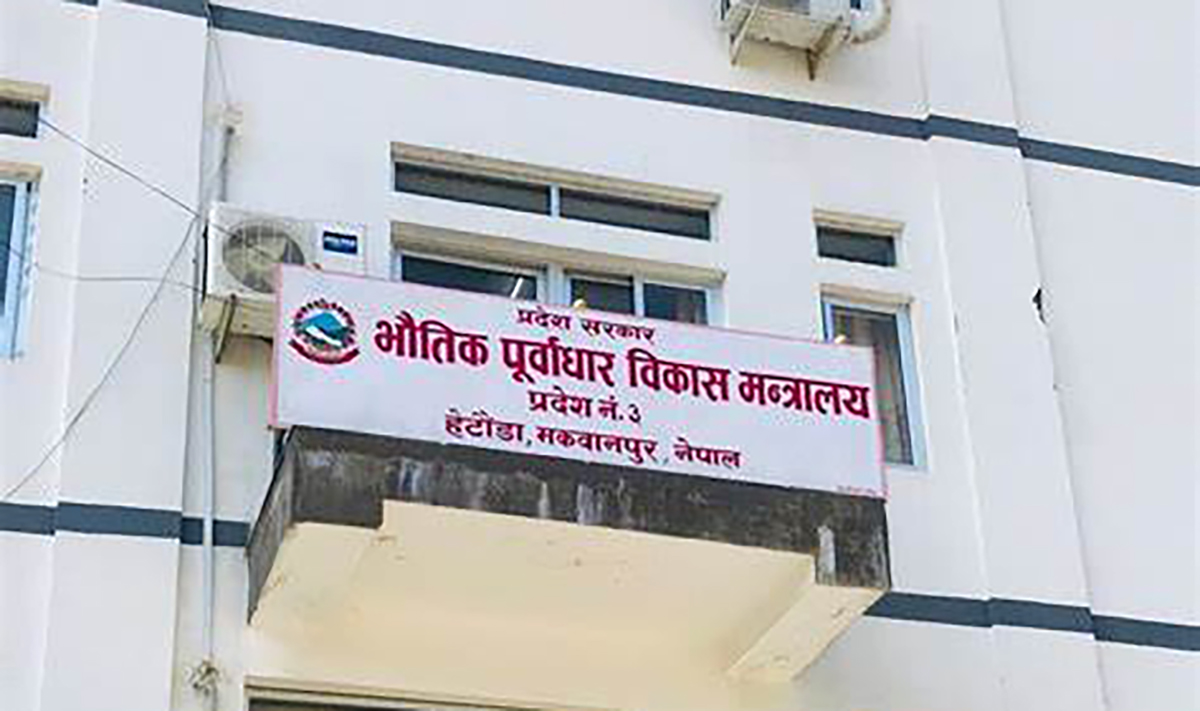 प्रदेश सरकार
भौतिक पूर्वाधार विकास मन्त्रालय
प्रदेश नं. ३
हेटौंडा, मकवानपुर, नेपाल